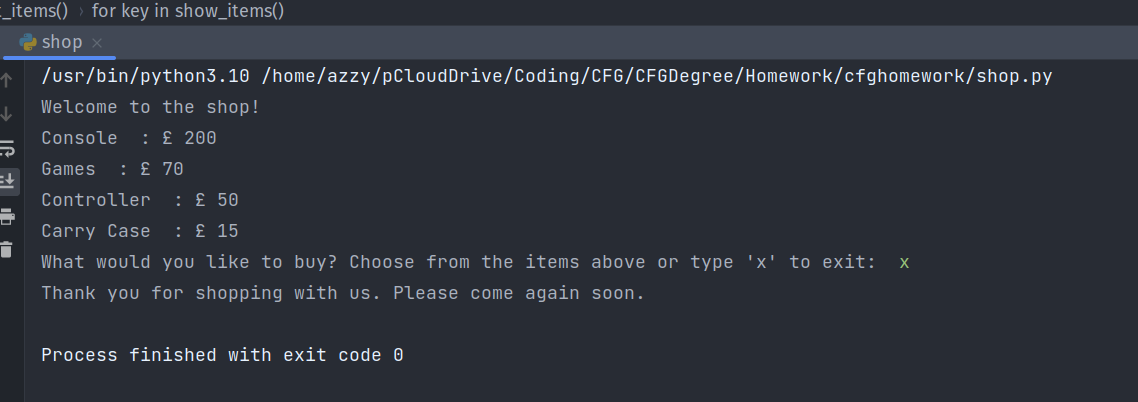 _items() › for key in show_items()
shop ×
/usr/bin/python3.10 /home/azzy/pCloudDrive/Coding/CFG/CFGDegree/Homework/cfghomework/shop.py
Welcome to the shop!
Console  : £ 200
Games  : £ 70
Controller  : £ 50
Carry Case  : £ 15
What would you like to buy? Choose from the items above or type 'x' to exit:  x
Thank you for shopping with us. Please come again soon.
Process finished with exit code 0